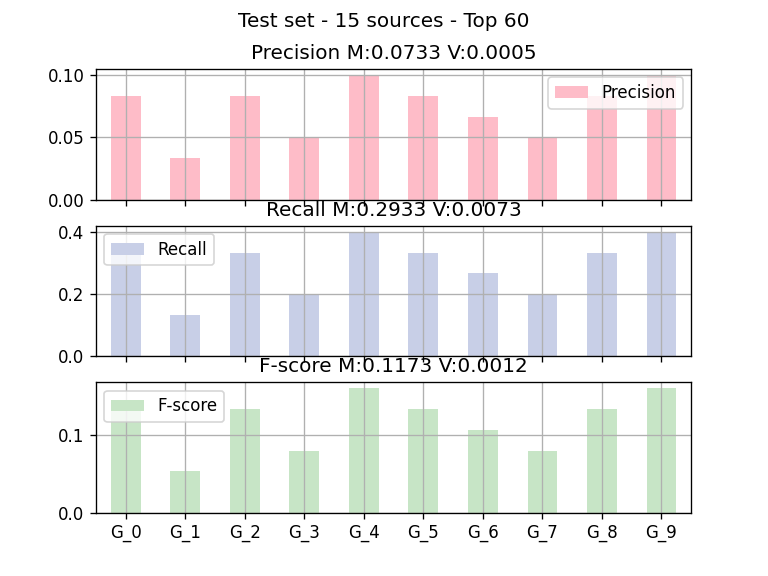 Test set - 15 sources - Top 60
Precision M:0.0733 V:0.0005
0.10
Precision
0.05
0.00
Recall M:0.2933 V:0.0073
0.4
Recall
0.2
0.0
F-score M:0.1173 V:0.0012
F-score
0.1
0.0
G_0 G_1 G_2 G_3 G_4 G_5 G_6 G_7 G_8 G_9